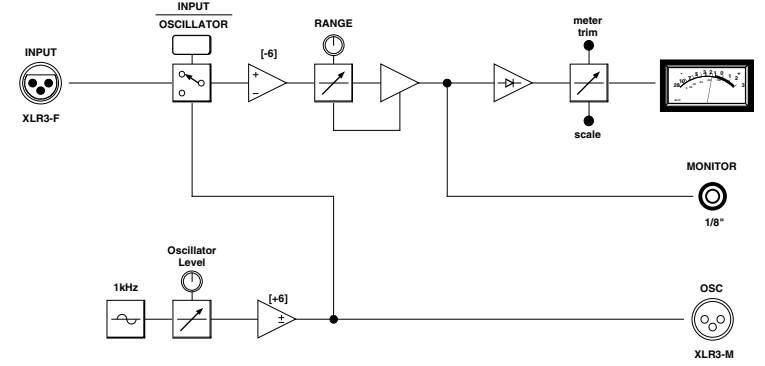 INPUT
OSCILLATOR
INPUT
XLR3-F
[-6]
+
−
RANGE
meter
trim
scale
MONITOR
1/8"
Oscillator
Level
1kHz
[+6]
±
OSC
XLR3-M